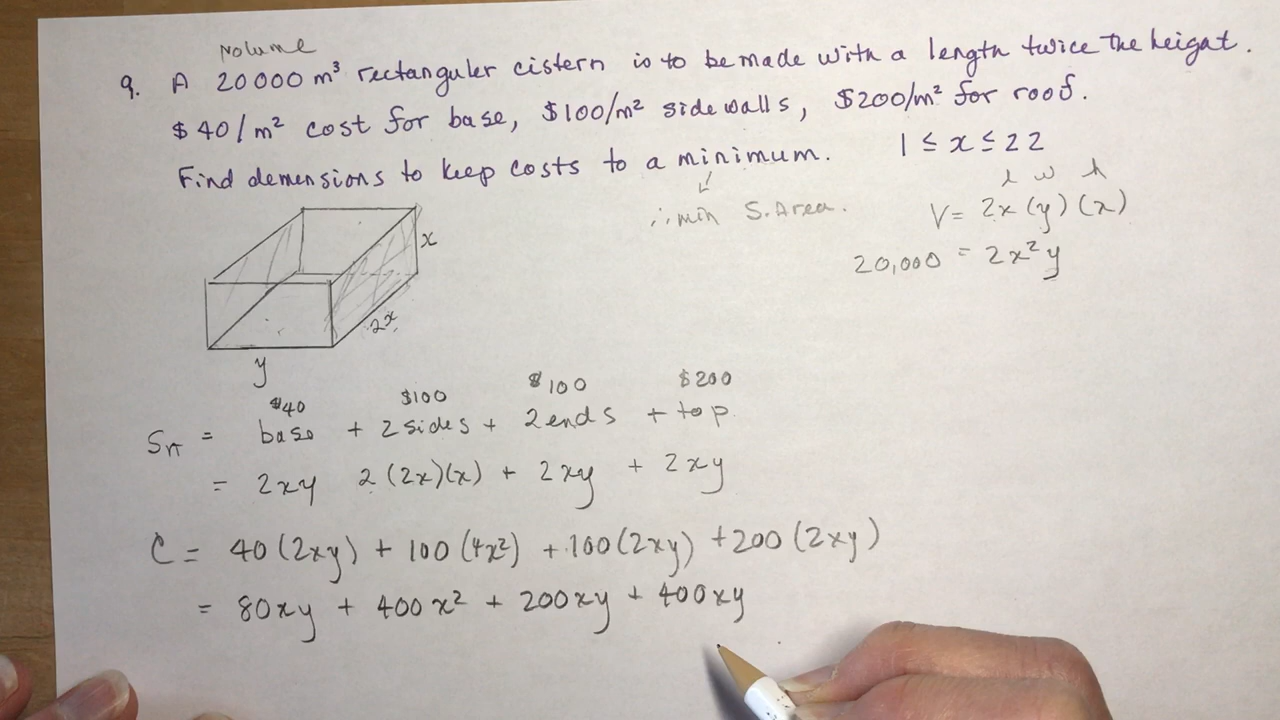 volume
9. A 20000 m³ rectanguler cistern is to be made with a length twice the heigat.
$40/m² cost for base, $100/m² side walls, $200/m² for roof.
Find demensions to keep costs to a minimum. 1 ≤ x ≤ 22
∴ min S. Area.
l w h
V = 2x (y) (x)
20,000 = 2x²y
x
2x
y
$40 $100 $100 $200
S = base + 2 sides + 2 ends + top.
= 2xy 2(2x)(x) + 2xy + 2xy
C = 40(2xy) + 100(4x²) + 100(2xy) + 200(2xy)
= 80xy + 400x² + 200xy + 400xy